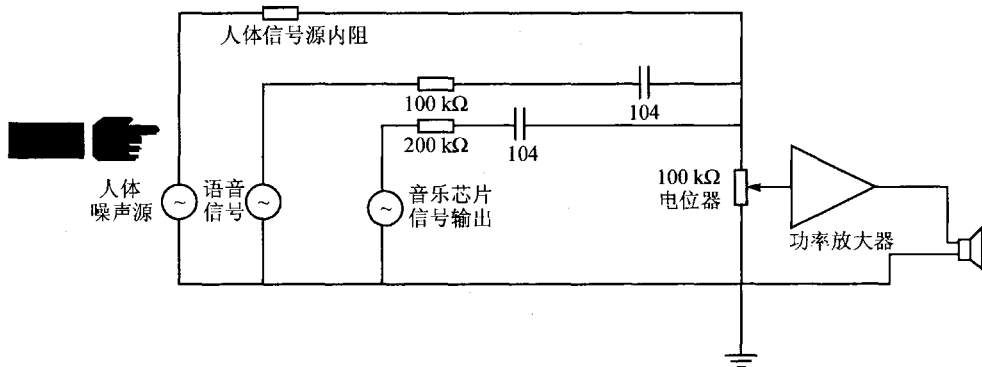 人体信号源内阻
100 kΩ
104
200 kΩ
104
人体
噪声源
语音
信号
音乐芯片
信号输出
100 kΩ
电位器
功率放大器